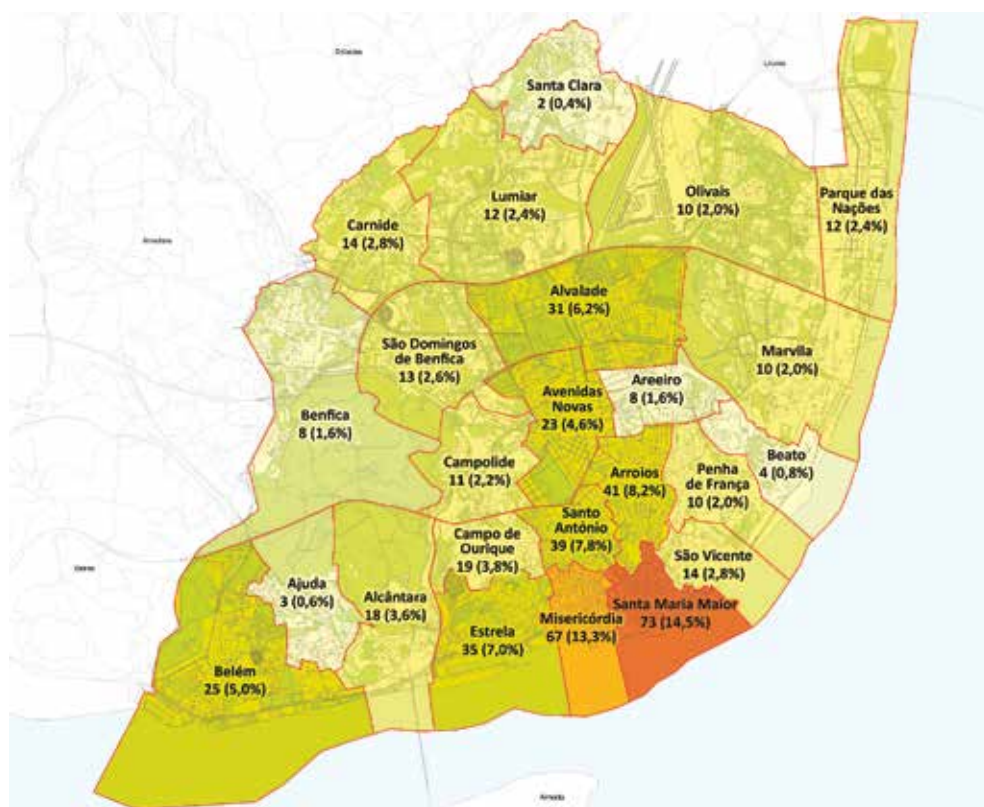 Odivelas
Loures
Santa Clara
2 (0,4%)
Lumiar
12 (2,4%)
Olivais
10 (2,0%)
Parque das
Nações
12 (2,4%)
Carnide
14 (2,8%)
Amadora
Alvalade
31 (6,2%)
São Domingos
de Benfica
13 (2,6%)
Marvila
10 (2,0%)
Areeiro
8 (1,6%)
Avenidas
Novas
23 (4,6%)
Benfica
8 (1,6%)
Beato
4 (0,8%)
Campolide
11 (2,2%)
Arroios
41 (8,2%)
Penha
de França
10 (2,0%)
Santo
António
39 (7,8%)
Campo de
Ourique
19 (3,8%)
São Vicente
14 (2,8%)
Oeiras
Ajuda
3 (0,6%)
Alcântara
18 (3,6%)
Misericórdia
67 (13,3%)
Santa Maria Maior
73 (14,5%)
Estrela
35 (7,0%)
Belém
25 (5,0%)
Almada